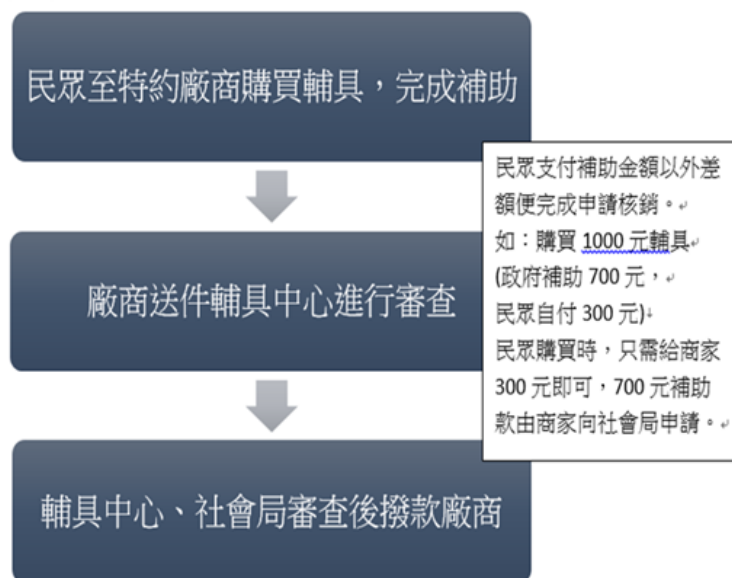 民眾至特約廠商購買輔具，完成補助
民眾支付補助金額以外差
額便完成申請核銷。
如：購買 1000 元輔具
(政府補助 700 元，
民眾自付 300 元)
民眾購買時，只需給商家
300 元即可，700 元補助
款由商家向社會局申請。
廠商送件輔具中心進行審查
輔具中心、社會局審查後撥款廠商